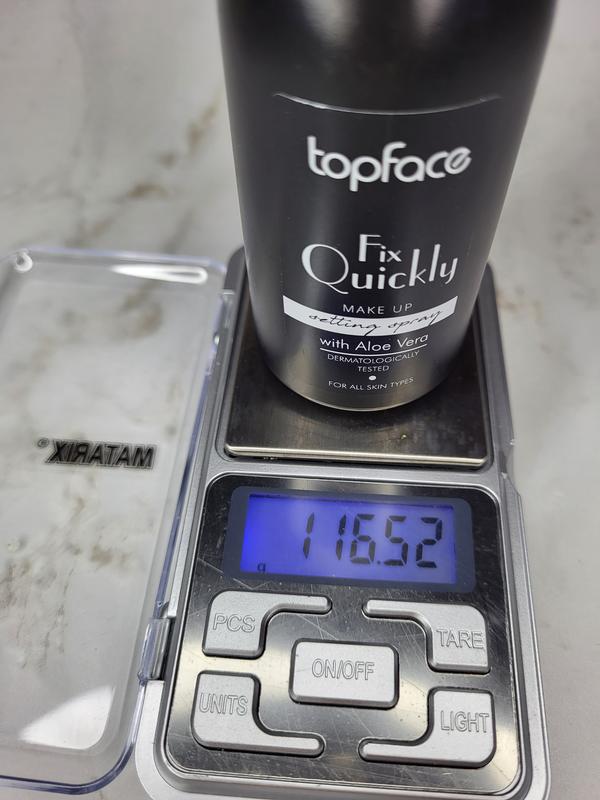 topface
Fix
Quickly
MAKE UP
setting spray
with Aloe Vera
DERMATOLOGICALLY
TESTED
FOR ALL SKIN TYPES
MATARIX®
116.52
g
PCS
TARE
ON/OFF
UNITS
LIGHT